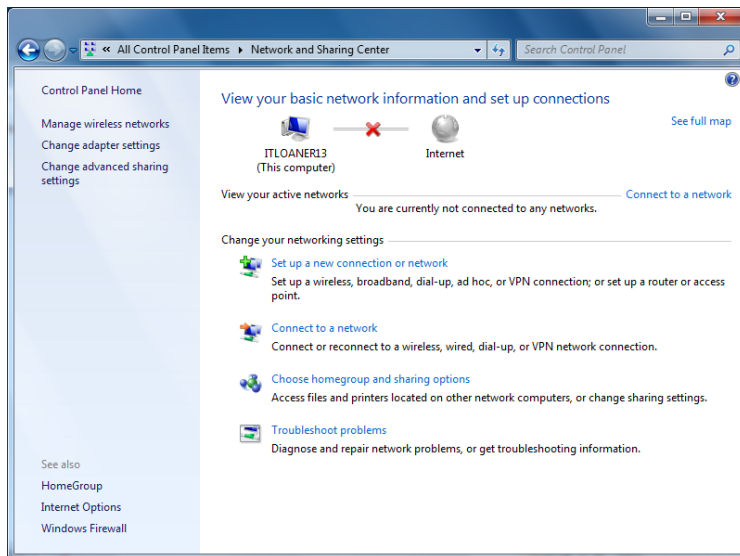 « All Control Panel Items ▸ Network and Sharing Center
Search Control Panel
Control Panel Home
Manage wireless networks
Change adapter settings
Change advanced sharing
settings
View your basic network information and set up connections
See full map
ITLOANER13
(This computer)
Internet
View your active networks
Connect to a network
You are currently not connected to any networks.
Change your networking settings
Set up a new connection or network
Set up a wireless, broadband, dial-up, ad hoc, or VPN connection; or set up a router or access
point.
Connect to a network
Connect or reconnect to a wireless, wired, dial-up, or VPN network connection.
Choose homegroup and sharing options
Access files and printers located on other network computers, or change sharing settings.
Troubleshoot problems
Diagnose and repair network problems, or get troubleshooting information.
See also
HomeGroup
Internet Options
Windows Firewall